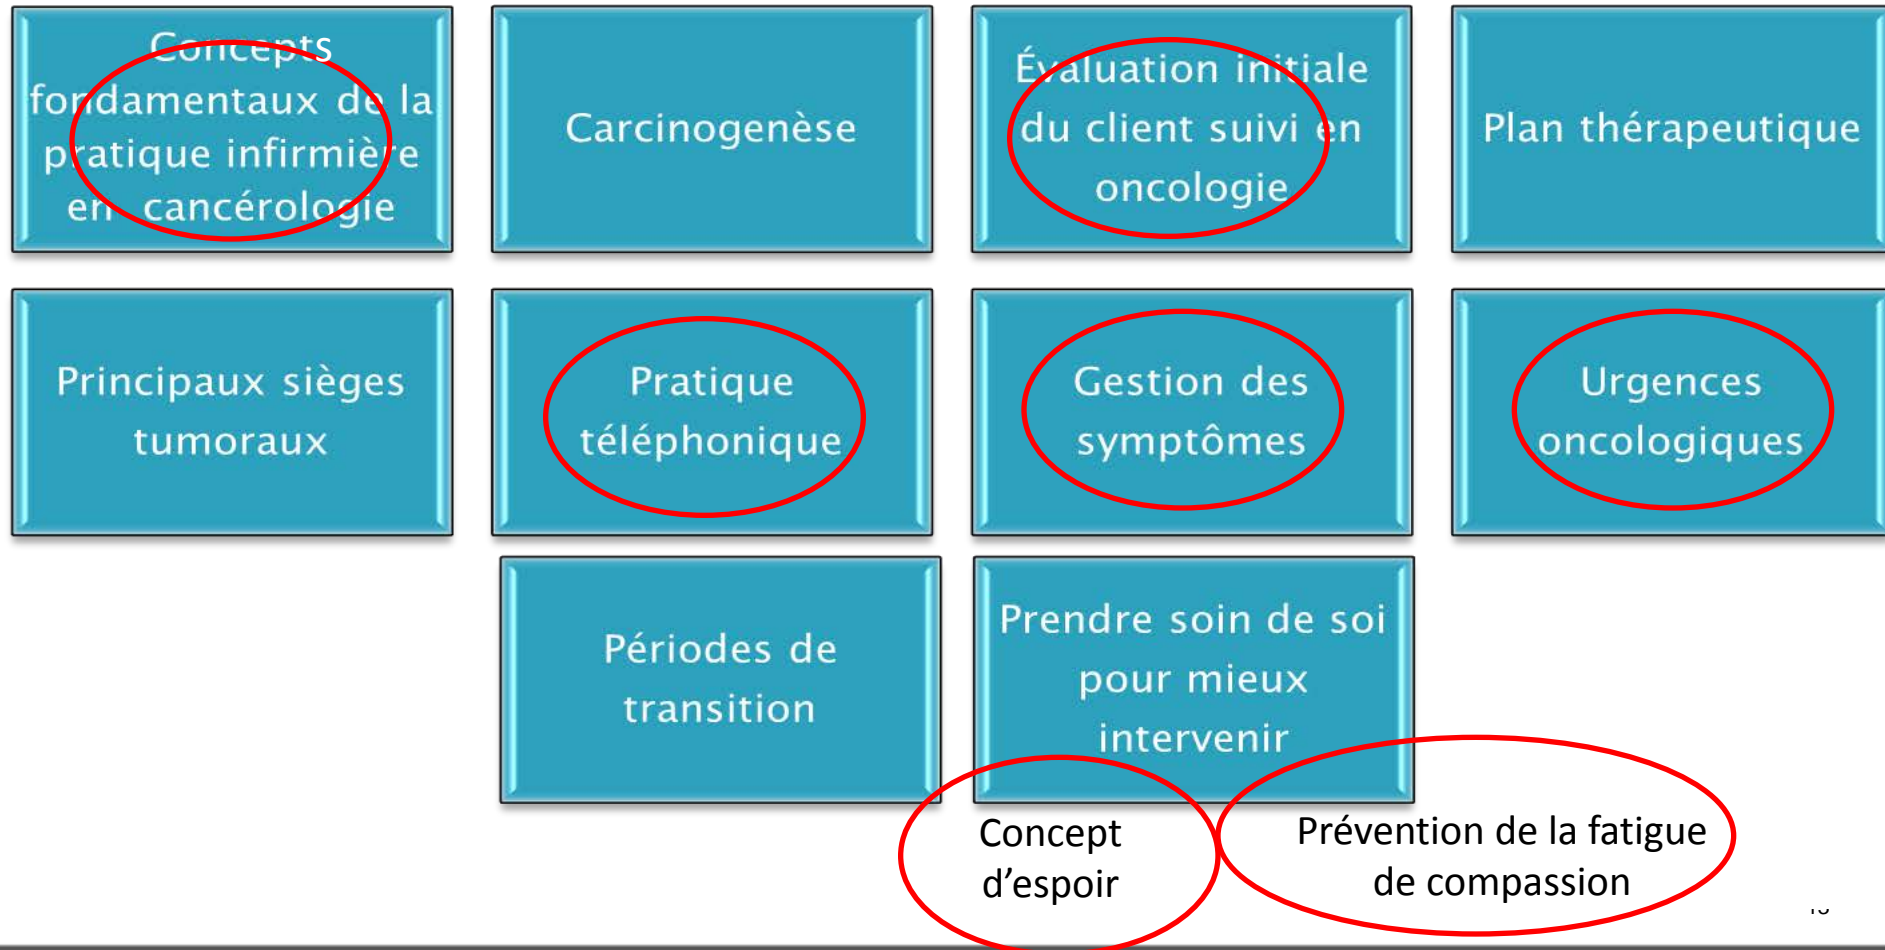 Concepts
fondamentaux de la
pratique infirmière
en cancérologie
Carcinogenèse
Évaluation initiale
du client suivi en
oncologie
Plan thérapeutique
Principaux sièges
tumoraux
Pratique
téléphonique
Gestion des
symptômes
Urgences
oncologiques
Périodes de
transition
Prendre soin de soi
pour mieux
intervenir
Concept
d’espoir
Prévention de la fatigue
de compassion